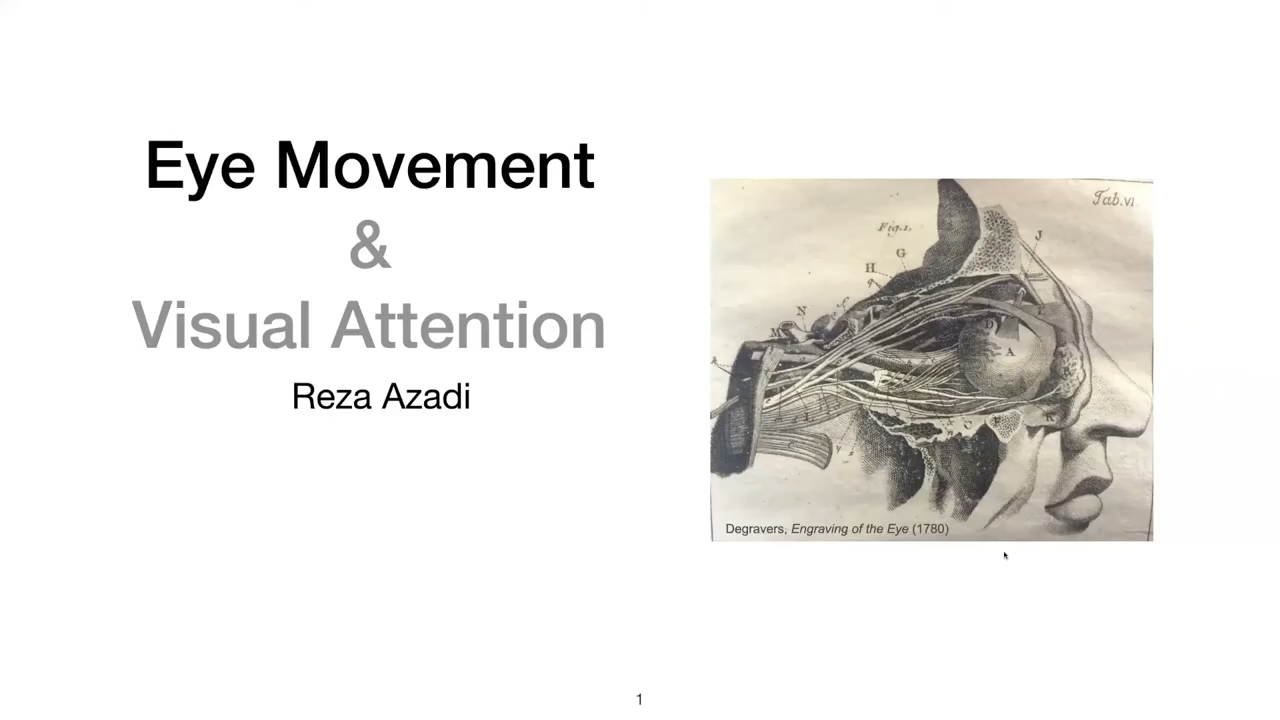 Eye Movement
&
Visual Attention
Reza Azadi
Tab.VI.
Fig.1.
J
G
H
N
M
D
A
K
Degravers, Engraving of the Eye (1780)
1